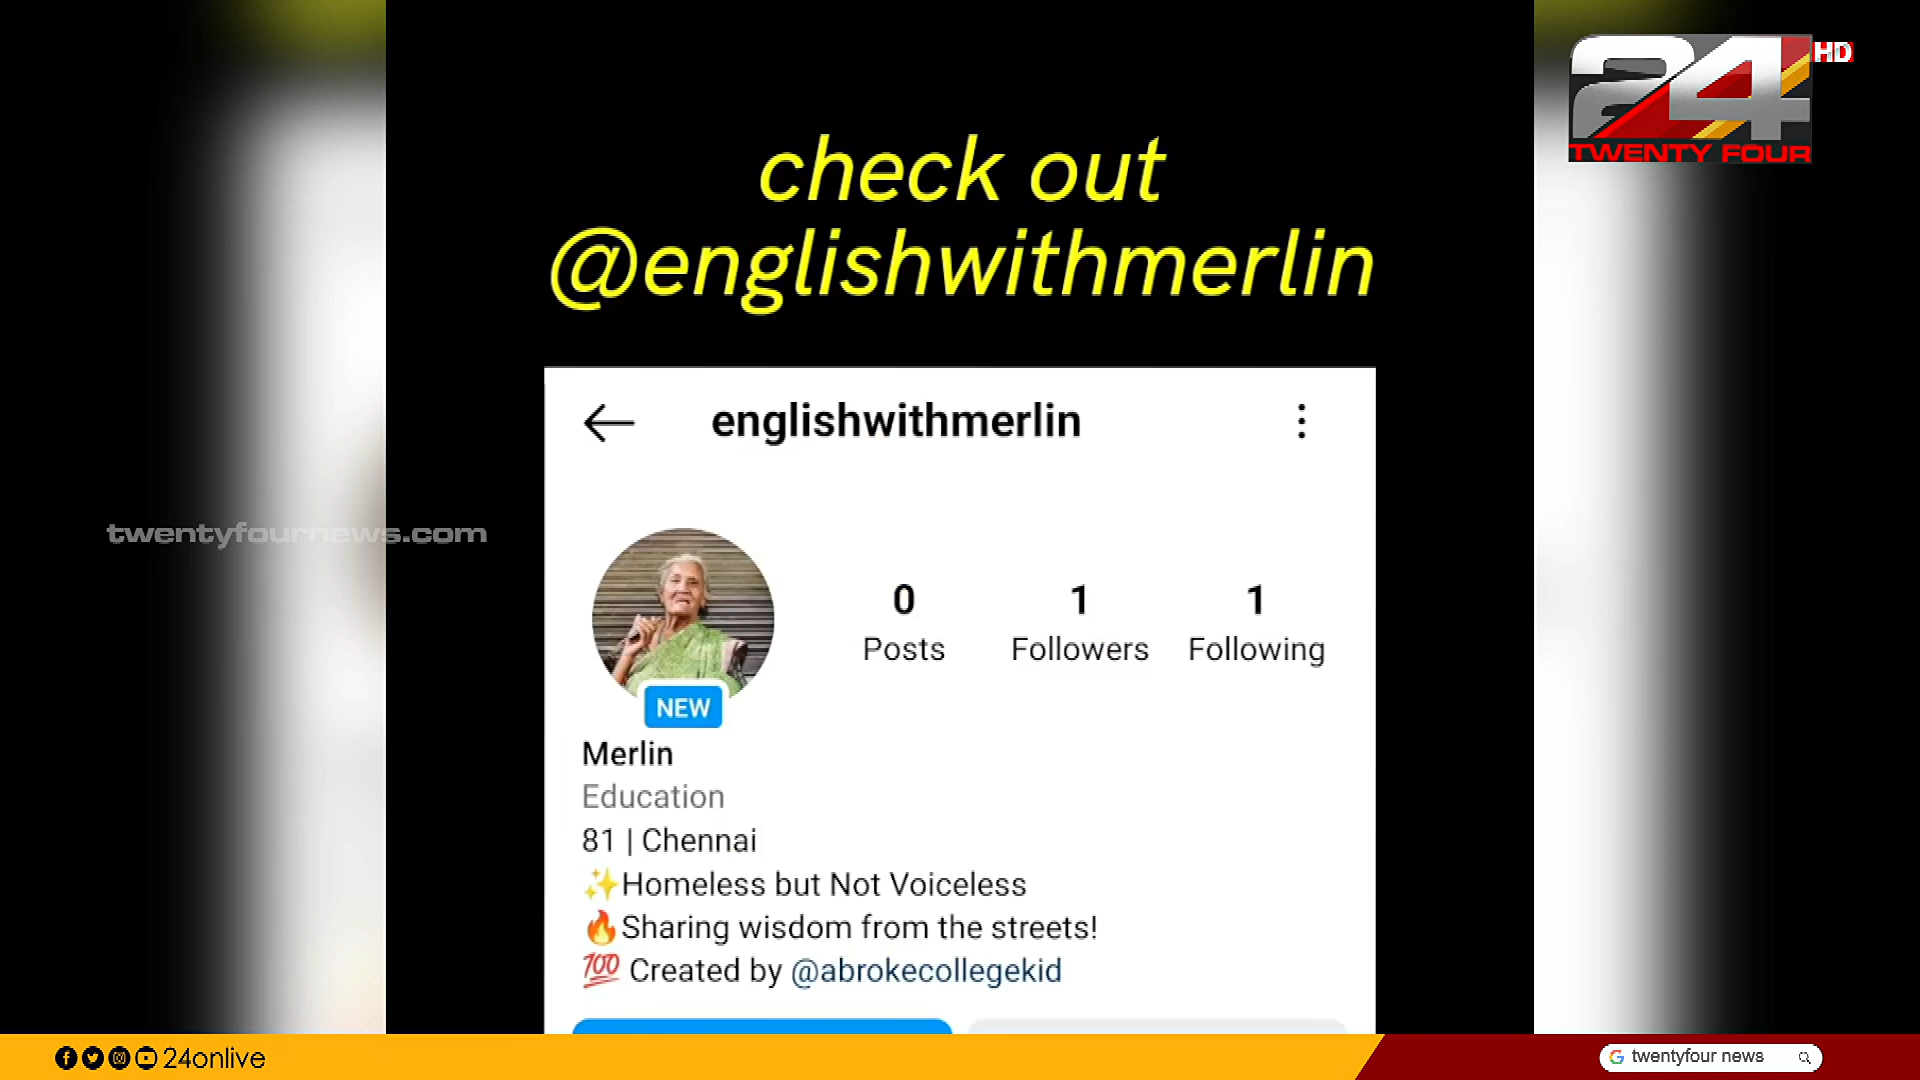 24
HD
TWENTY FOUR
check out
@englishwithmerlin
englishwithmerlin
twentyfournews.com
0
Posts
1
Followers
1
Following
NEW
Merlin
Education
81 | Chennai
✨Homeless but Not Voiceless
🔥Sharing wisdom from the streets!
💯 Created by @abrokecollegekid
24onlive
twentyfour news